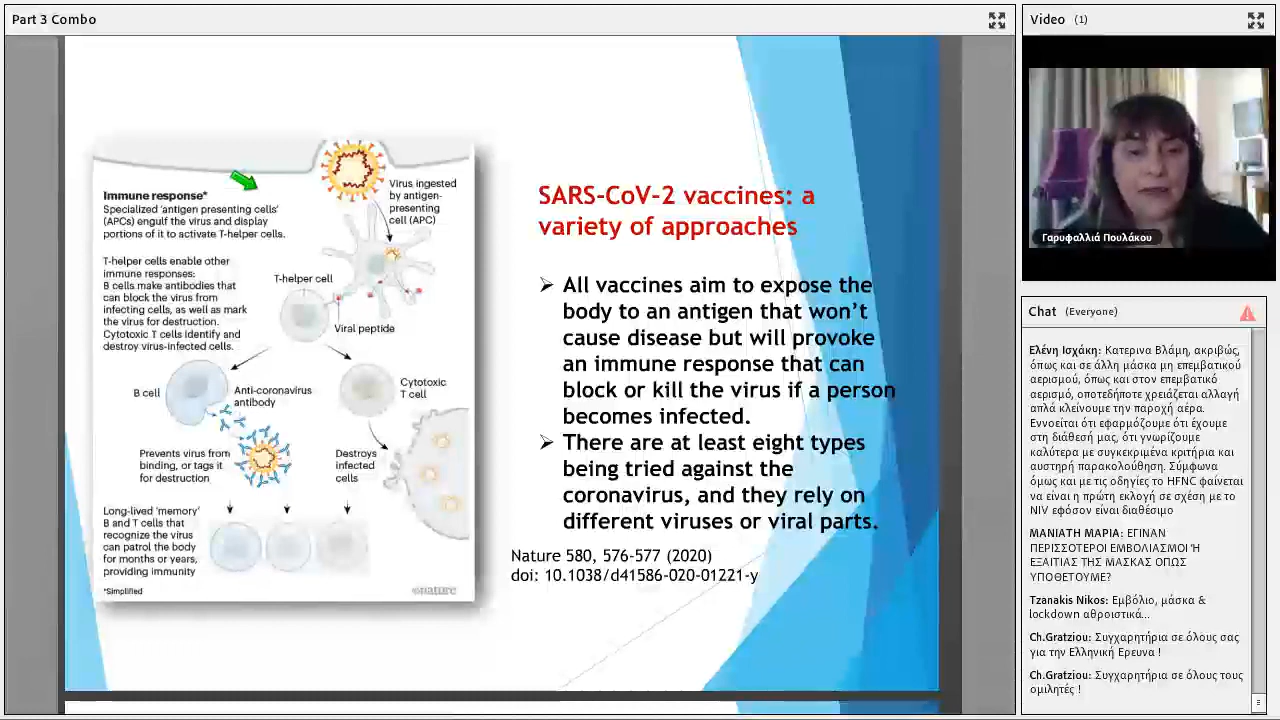 Part 3 Combo
Immune response*
Specialized 'antigen presenting cells'
(APCs) engulf the virus and display
portions of it to activate T-helper cells.
T-helper cells enable other
immune responses:
B cells make antibodies that
can block the virus from
infecting cells, as well as mark
the virus for destruction.
Cytotoxic T cells identify and
destroy virus-infected cells.
Virus ingested
by antigen-
presenting
cell (APC)
T-helper cell
Viral peptide
B cell
Anti-coronavirus
antibody
Cytotoxic
T cell
Prevents virus from
binding, or tags it
for destruction
Destroys
infected
cells
Long-lived 'memory'
B and T cells that
recognize the virus
can patrol the body
for months or years,
providing immunity
*Simplified
©nature
SARS-CoV-2 vaccines: a
variety of approaches
➢ All vaccines aim to expose the
body to an antigen that won't
cause disease but will provoke
an immune response that can
block or kill the virus if a person
becomes infected.
➢ There are at least eight types
being tried against the
coronavirus, and they rely on
different viruses or viral parts.
Nature 580, 576-577 (2020)
doi: 10.1038/d41586-020-01221-y
Video (1)
Γαρυφαλλιά Πουλάκου
Chat (Everyone)
Ελένη Ισχάκη: Κατερινα Βλάμη, ακριβώς,
όπως και σε άλλη μάσκα μη επεμβατικού
αερισμού, όπως και στον επεμβατικό
αερισμό, οποτεδήποτε χρειάζεται αλλαγή
απλά κλείνουμε την παροχή αέρα.
Εννοείται ότι εφαρμόζουμε ότι έχουμε
στη διάθεσή μας, ότι γνωρίζουμε
καλύτερα με συγκεκριμένα κριτήρια και
αυστηρή παρακολούθηση. Σύμφωνα
όμως και με τις οδηγίες το HFNC φαίνεται
να είναι η πρώτη εκλογή σε σχέση με το
NIV εφόσον είναι διαθέσιμο
ΜΑΝΙΑΤΗ ΜΑΡΙΑ: ΕΓΙΝΑΝ
ΠΕΡΙΣΣΟΤΕΡΟΙ ΕΜΒΟΛΙΑΣΜΟΙ Ή
ΕΞΑΙΤΙΑΣ ΤΗΣ ΜΑΣΚΑΣ ΟΠΩΣ
ΥΠΟΘΕΤΟΥΜΕ?
Tzanakis Nikos: Εμβόλιο, μάσκα &
lockdown αθροιστικά...
Ch.Gratziou: Συγχαρητήρια σε όλους σας
για την Ελληνική Ερευνα !
Ch.Gratziou: Συγχαρητήρια σε όλους τους
ομιλητές !